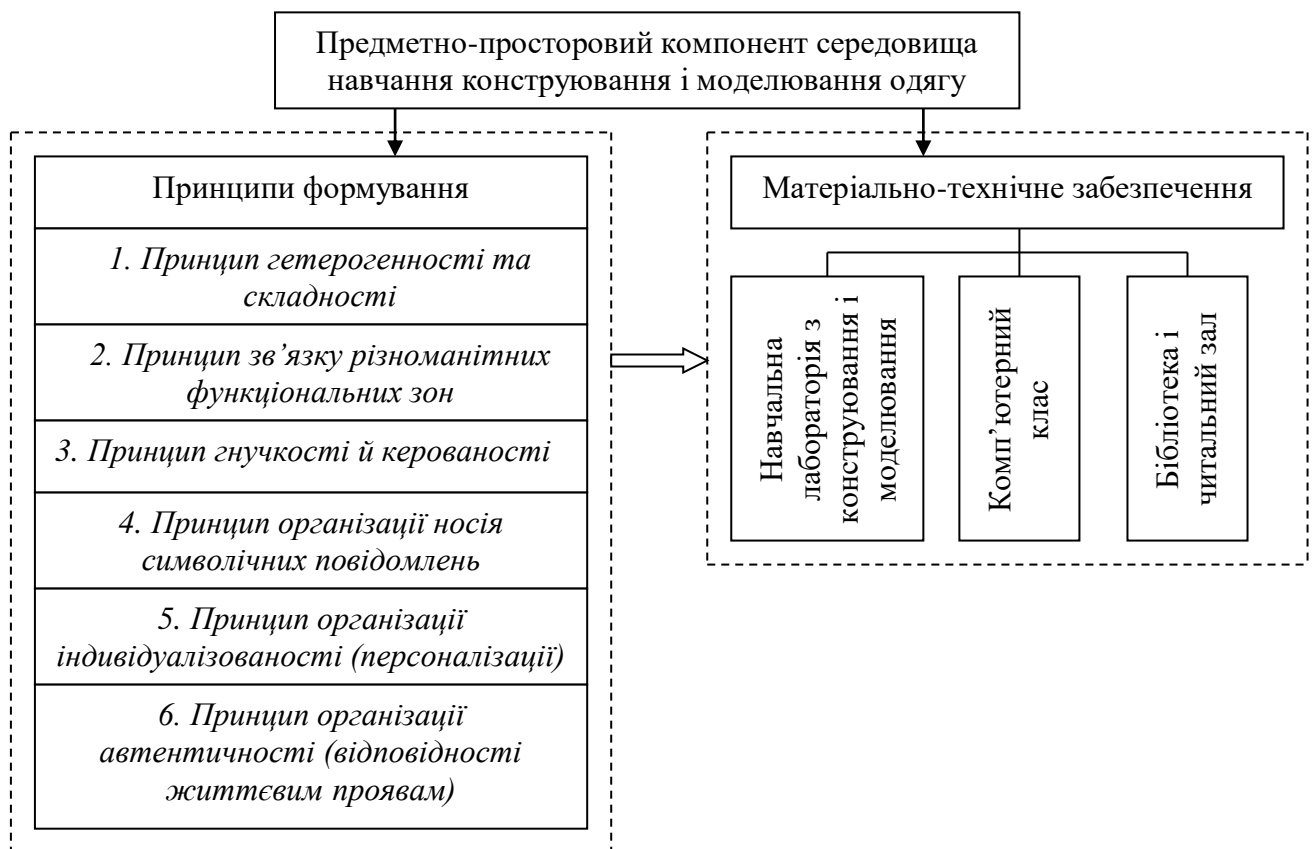 Предметно-просторовий компонент середовища
навчання конструювання і моделювання одягу
Принципи формування
1. Принцип гетерогенності та
складності
2. Принцип зв’язку різноманітних
функціональних зон
3. Принцип гнучкості й керованості
4. Принцип організації носія
символічних повідомлень
5. Принцип організації
індивідуалізованості (персоналізації)
6. Принцип організації
автентичності (відповідності
життєвим проявам)
Матеріально-технічне забезпечення
Навчальна
лабораторія з
конструювання і
моделювання
Комп’ютерний
клас
Бібліотека і
читальний зал